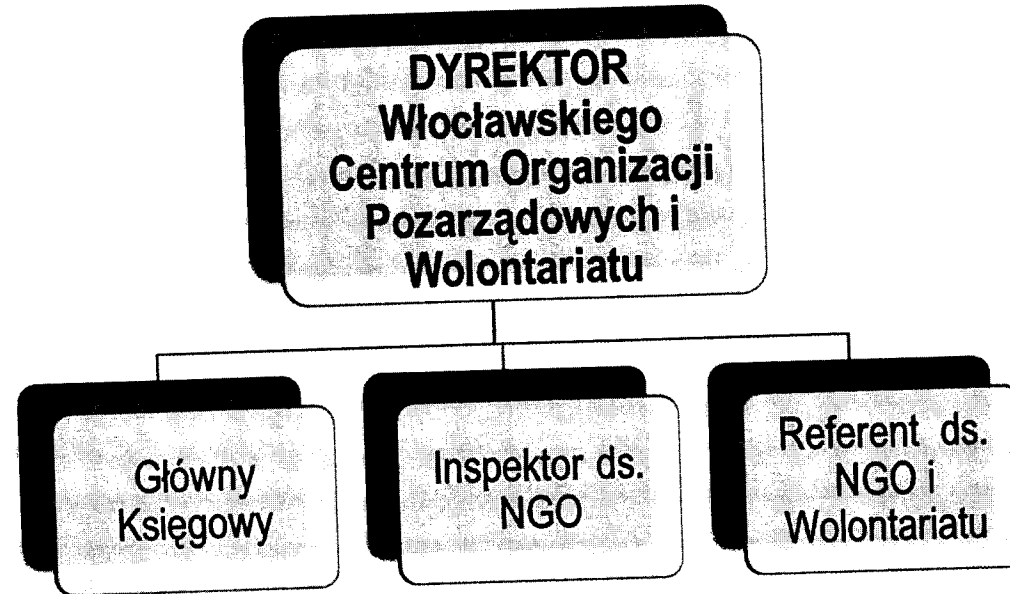 DYREKTOR
Włocławskiego
Centrum Organizacji
Pozarządowych i
Wolontariatu
Główny
Księgowy
Inspektor ds.
NGO
Referent ds.
NGO i
Wolontariatu